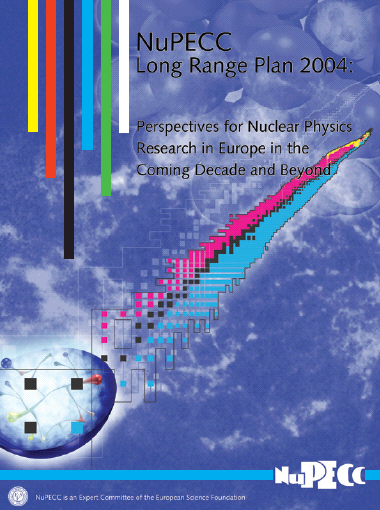 NuPECC
Long Range Plan 2004:
Perspectives for Nuclear Physics
Research in Europe in the
Coming Decade and Beyond
NuPECC
NuPECC is an Expert Committee of the European Science Foundation